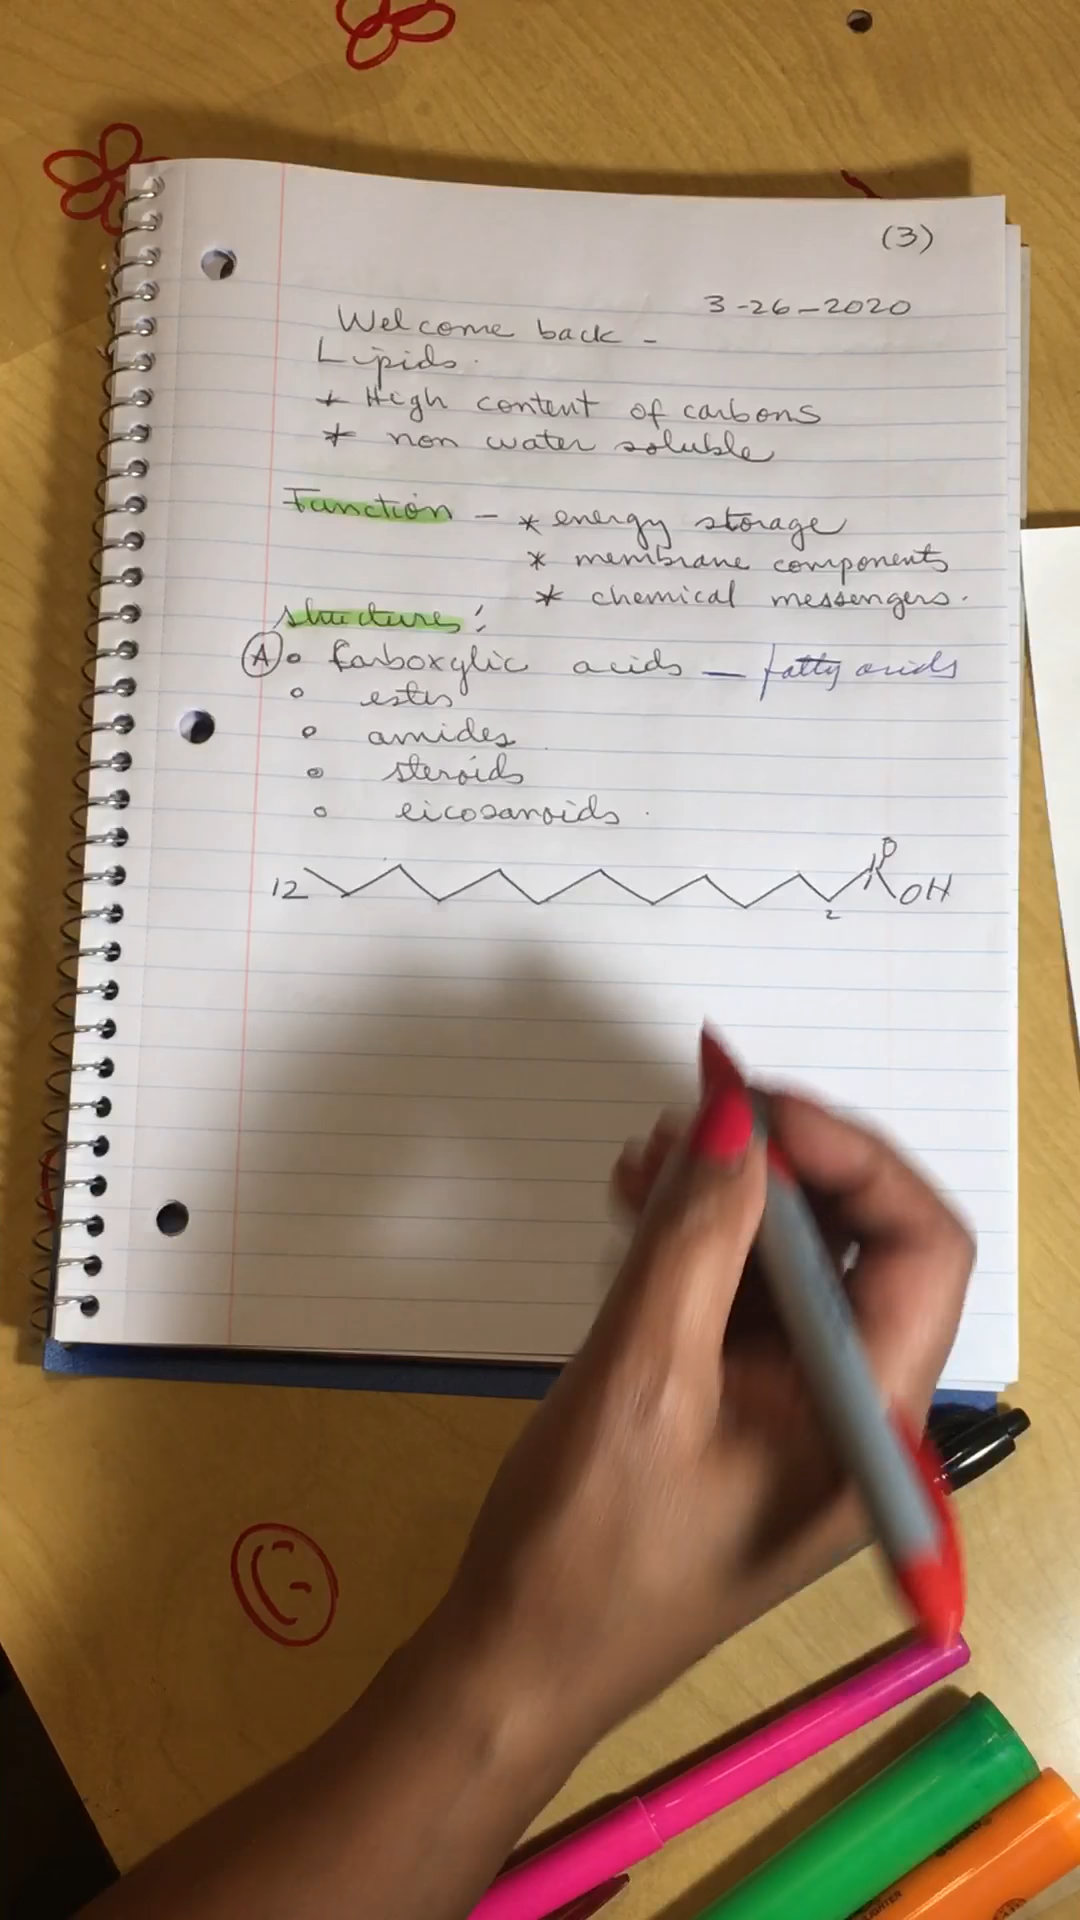 (3)
3-26-2020
Welcome back -
Lipids.
* High content of carbons
* non water soluble
Function - * energy storage
* membrane components
* chemical messengers.
structures:
A • Carboxylic acids — fatty acids
° esters
° amides
° steroids
° eicosanoids.
12 2 O OH